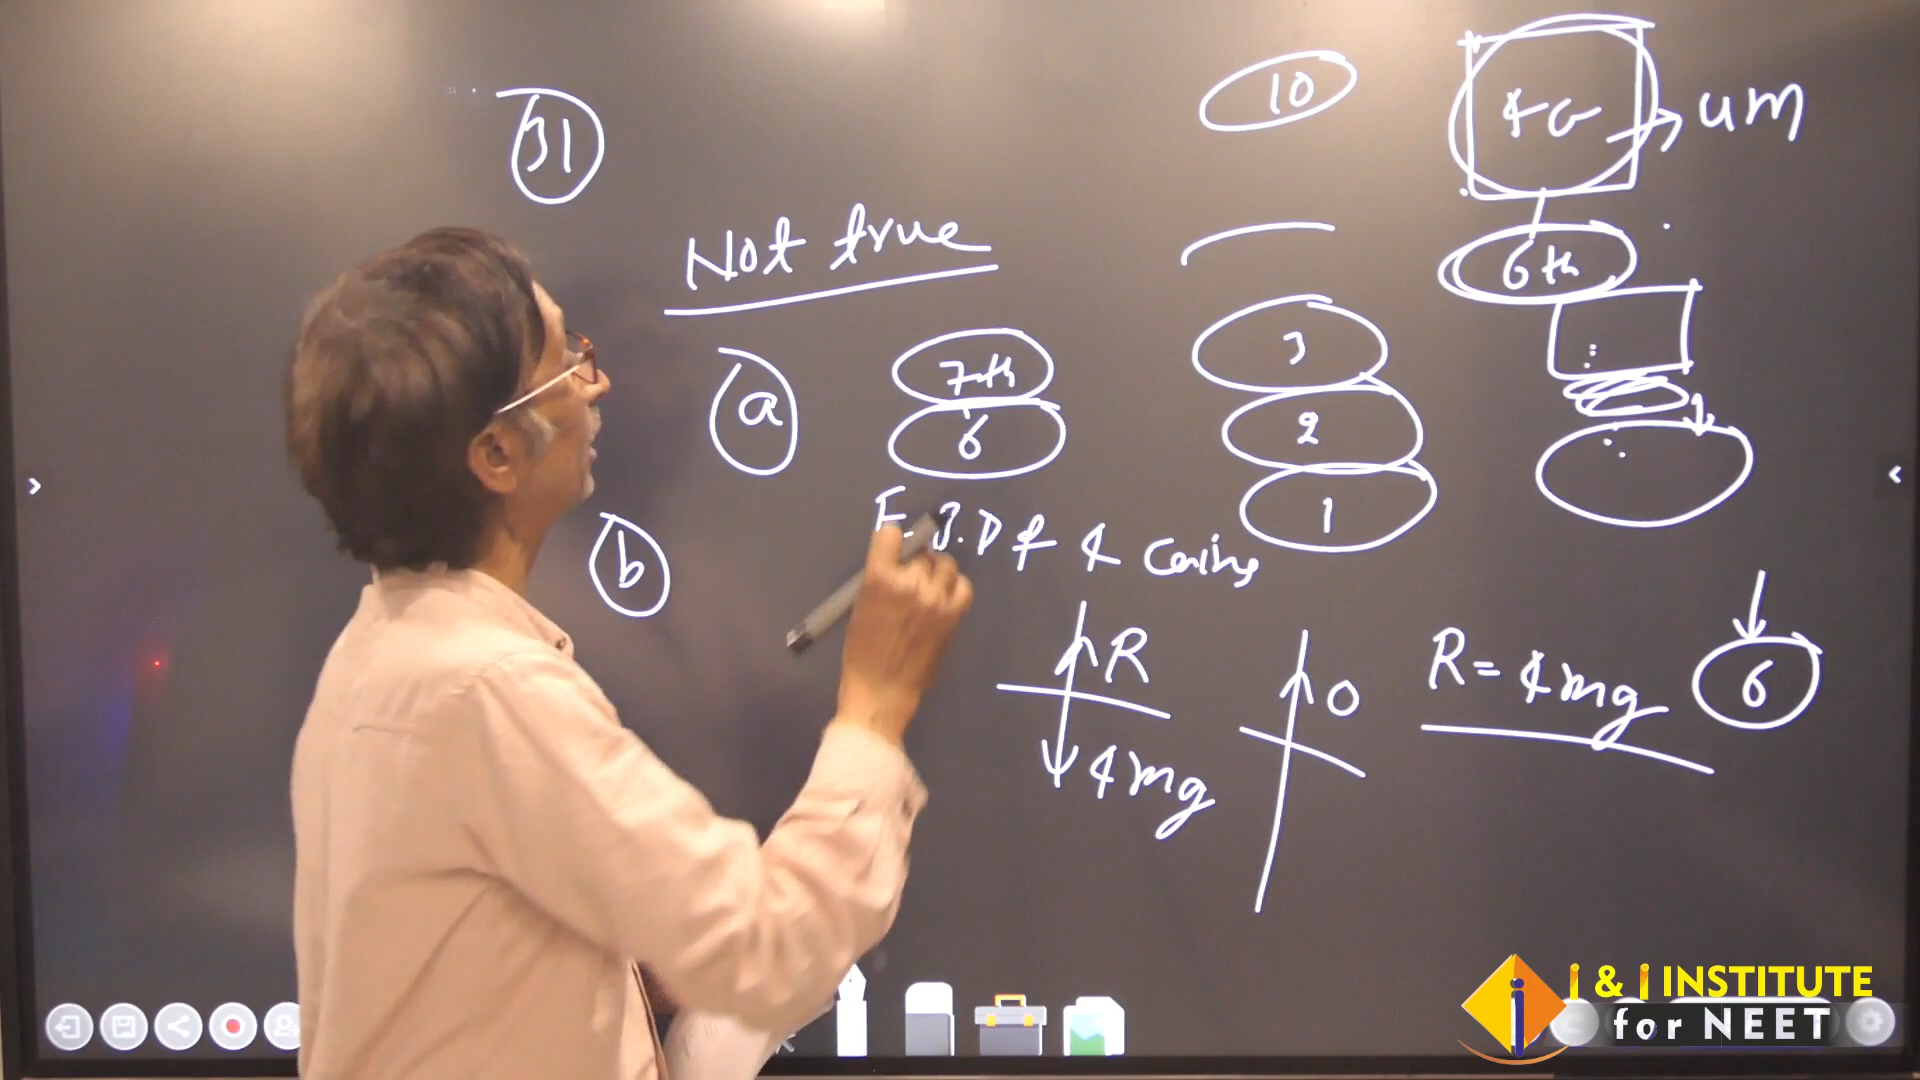 31
10
4G
um
Not true
6th
a
7th
6
3
2
1
b
F.B.D of 4 Coins
R
4mg
0
R = 4mg
6
i & j INSTITUTE
for NEET